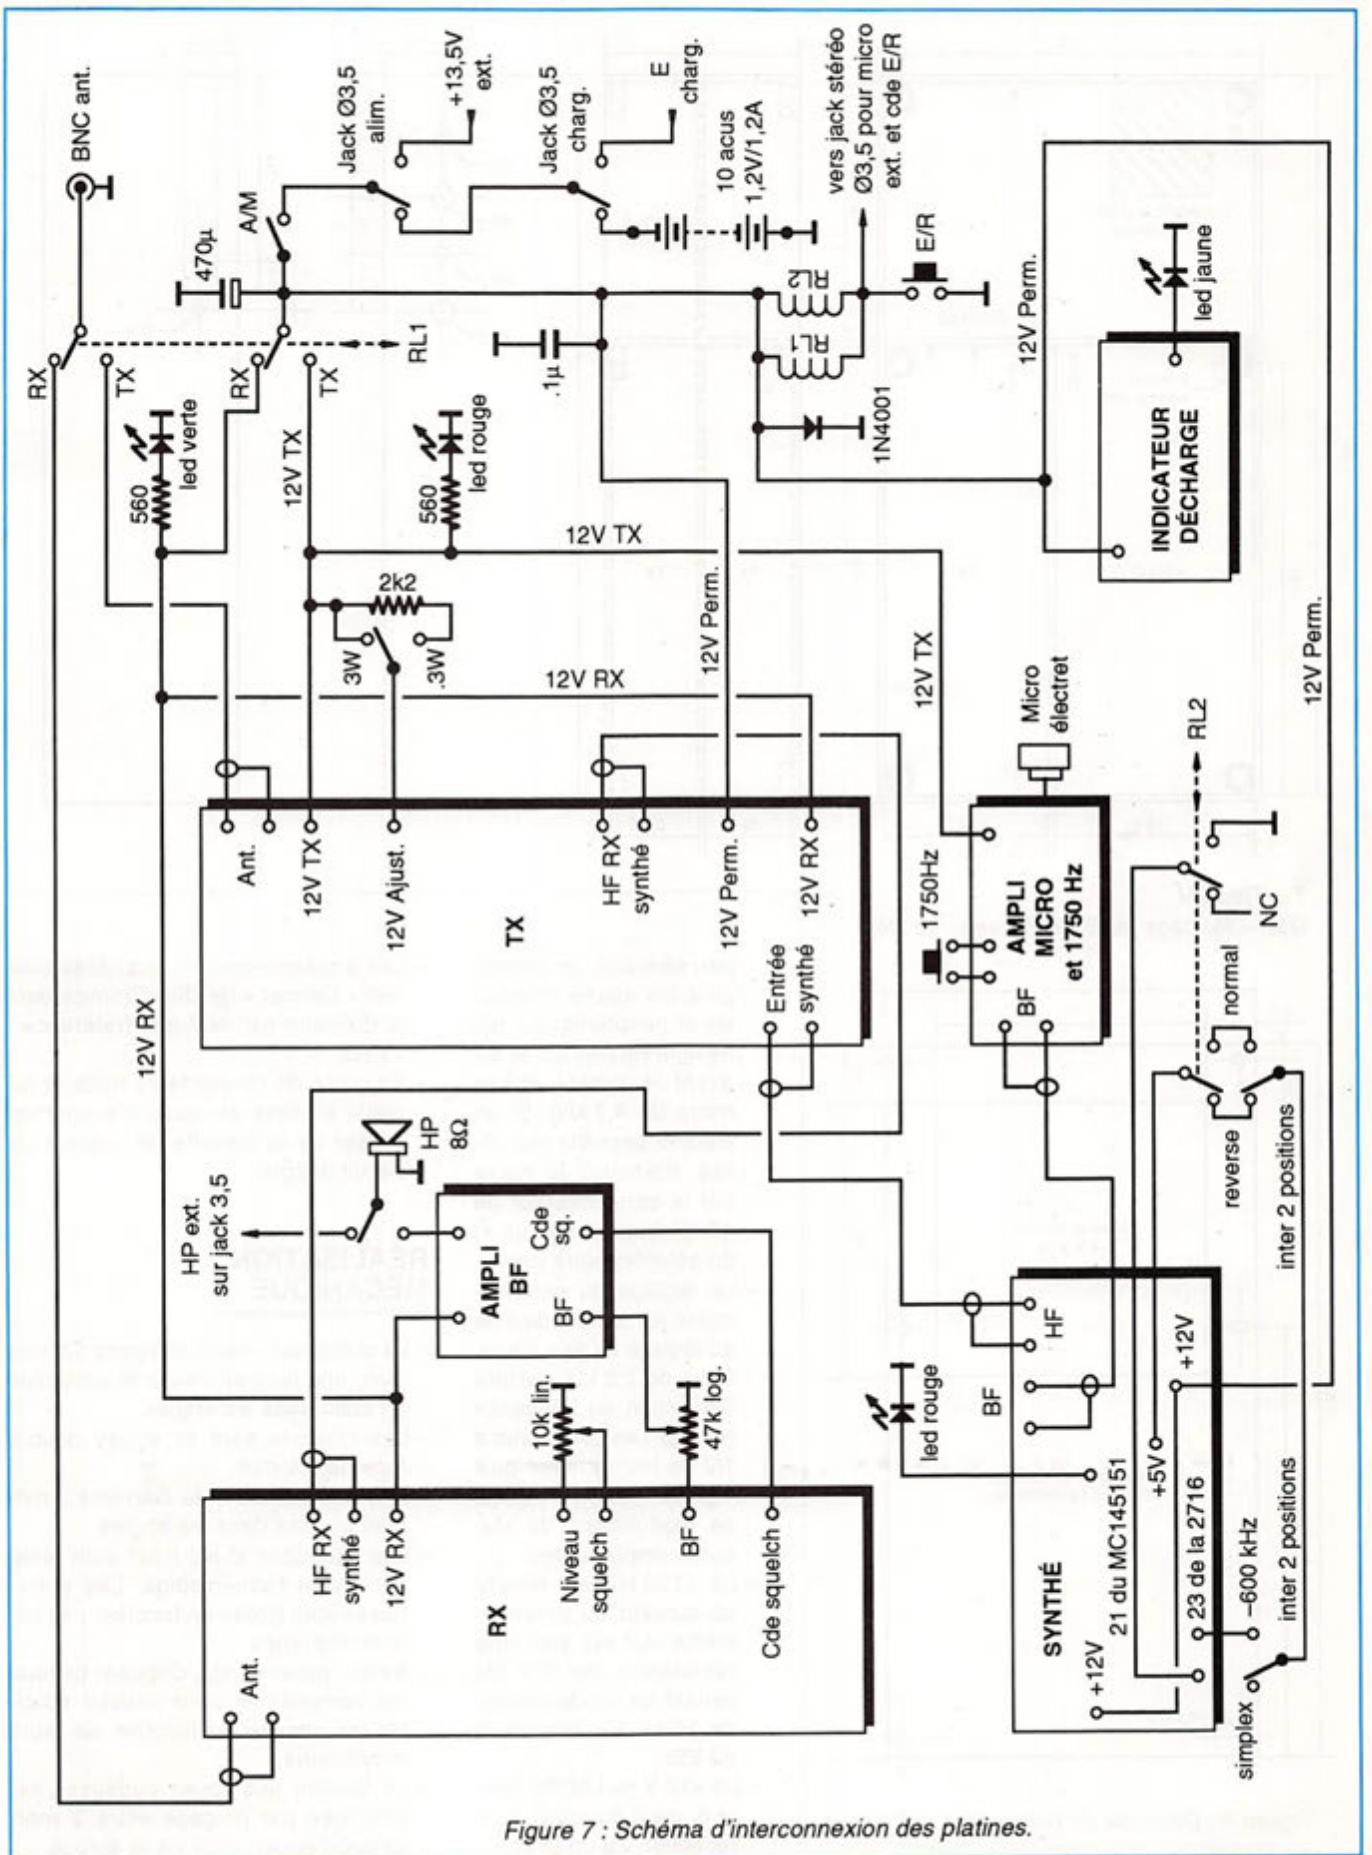 BNC ant.
RX
TX
470µ
A/M
Jack Ø3,5
alim.
+13,5V
ext.
Jack Ø3,5
charg.
E
charg.
10 acus
1,2V/1,2A
vers jack stéréo
Ø3,5 pour micro
ext. et cde E/R
RL1
RX
TX
.1µ
RL2
RL1
E/R
1N4001
12V Perm.
led jaune
INDICATEUR
DÉCHARGE
560
led verte
12V TX
560
led rouge
12V TX
2k2
3W
.3W
12V RX
12V Perm.
12V TX
12V Perm.
12V RX
Ant.
12V TX
12V Ajust.
HF RX
synthé
12V Perm.
12V RX
TX
Entrée
synthé
Micro
électret
1750Hz
AMPLI
MICRO
et 1750 Hz
BF
RL2
NC
normal
reverse
inter 2 positions
HP ext.
sur jack 3,5
HP
8Ω
AMPLI
BF
Cde
sq.
BF
10k lin.
47k log.
HF RX
synthé
12V RX
Niveau
squelch
BF
Cde squelch
RX
Ant.
led rouge
HF
BF
SYNTHÉ
21 du MC145151
+5V
+12V
+12V
23 de la 2716
–600 kHz
simplex
inter 2 positions
Figure 7 : Schéma d'interconnexion des platines.